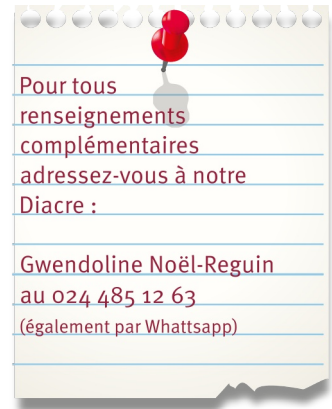 Pour tous
renseignements
complémentaires
adressez-vous à notre
Diacre :
Gwendoline Noël-Reguin
au 024 485 12 63
(également par Whattsapp)